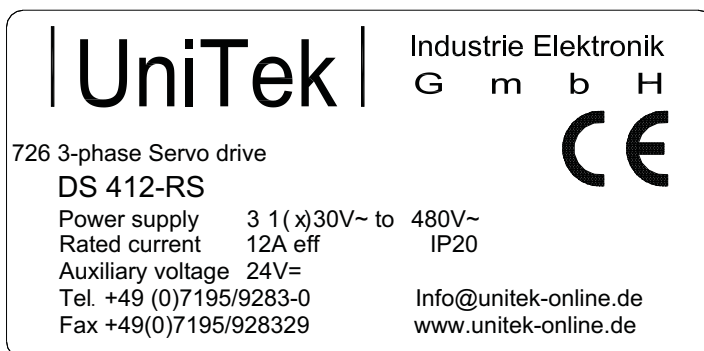 UniTek Industrie Elektronik
G m b H
CE
726 3-phase Servo drive
DS 412-RS
Power supply 3 1( x)30V~ to 480V~
Rated current 12A eff IP20
Auxiliary voltage 24V=
Tel. +49 (0)7195/9283-0 Info@unitek-online.de
Fax +49(0)7195/928329 www.unitek-online.de